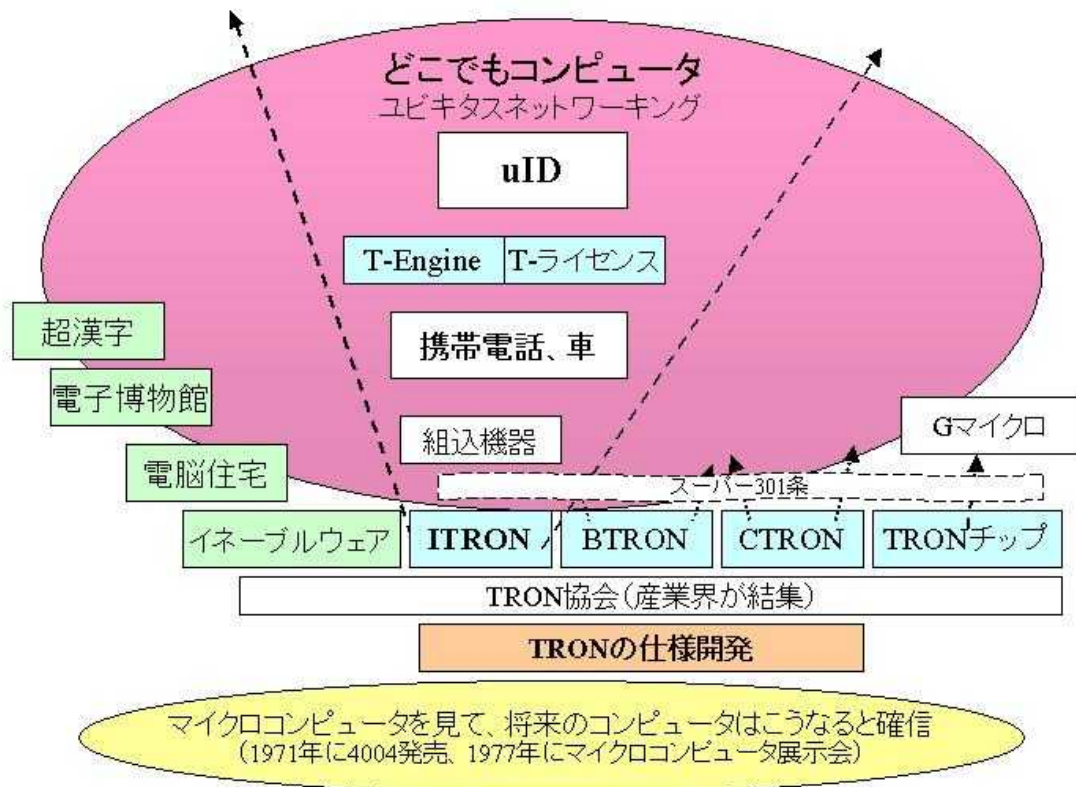 どこでもコンピュータ
ユビキタスネットワーキング
uID
T-Engine
T-ライセンス
超漢字
携帯電話、車
電子博物館
Gマイクロ
組込機器
電脳住宅
スーパー301条
イネーブルウェア
ITRON
BTRON
CTRON
TRONチップ
TRON協会(産業界が結集)
TRONの仕様開発
マイクロコンピュータを見て、将来のコンピュータはこうなると確信
(1971年に4004発売、1977年にマイクロコンピュータ展示会)